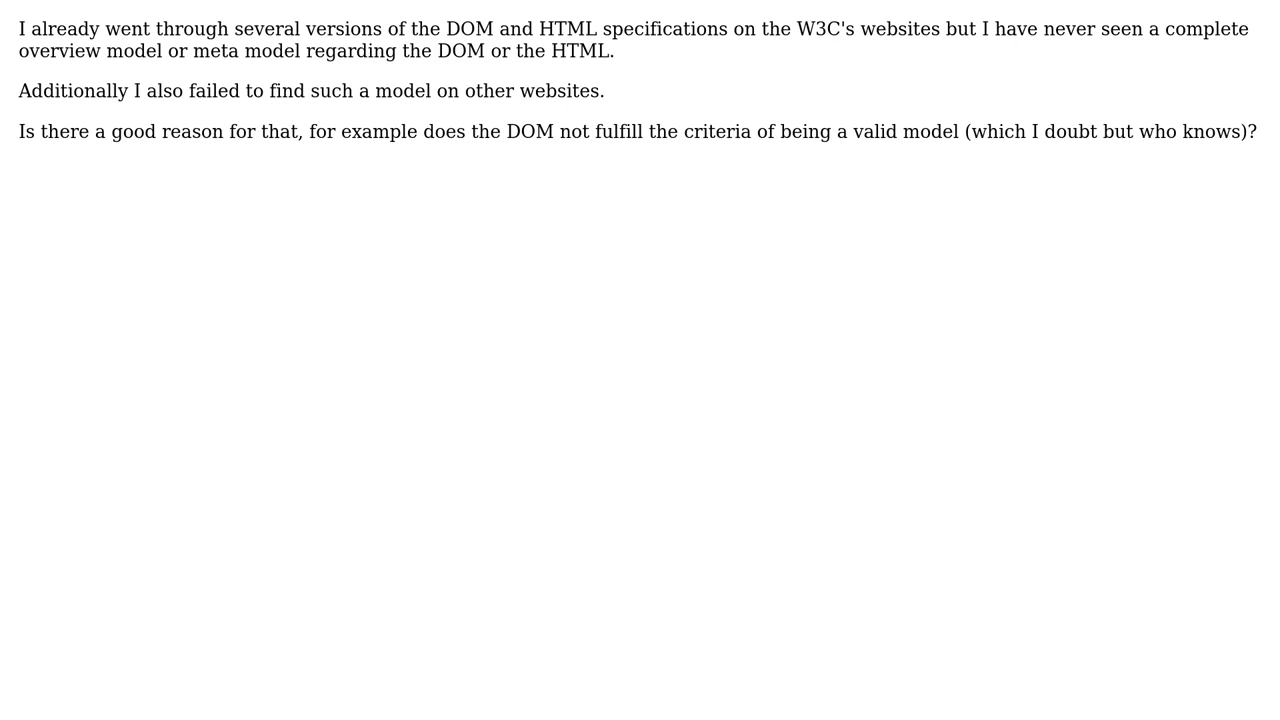 I already went through several versions of the DOM and HTML specifications on the W3C's websites but I have never seen a complete
overview model or meta model regarding the DOM or the HTML.
Additionally I also failed to find such a model on other websites.
Is there a good reason for that, for example does the DOM not fulfill the criteria of being a valid model (which I doubt but who knows)?